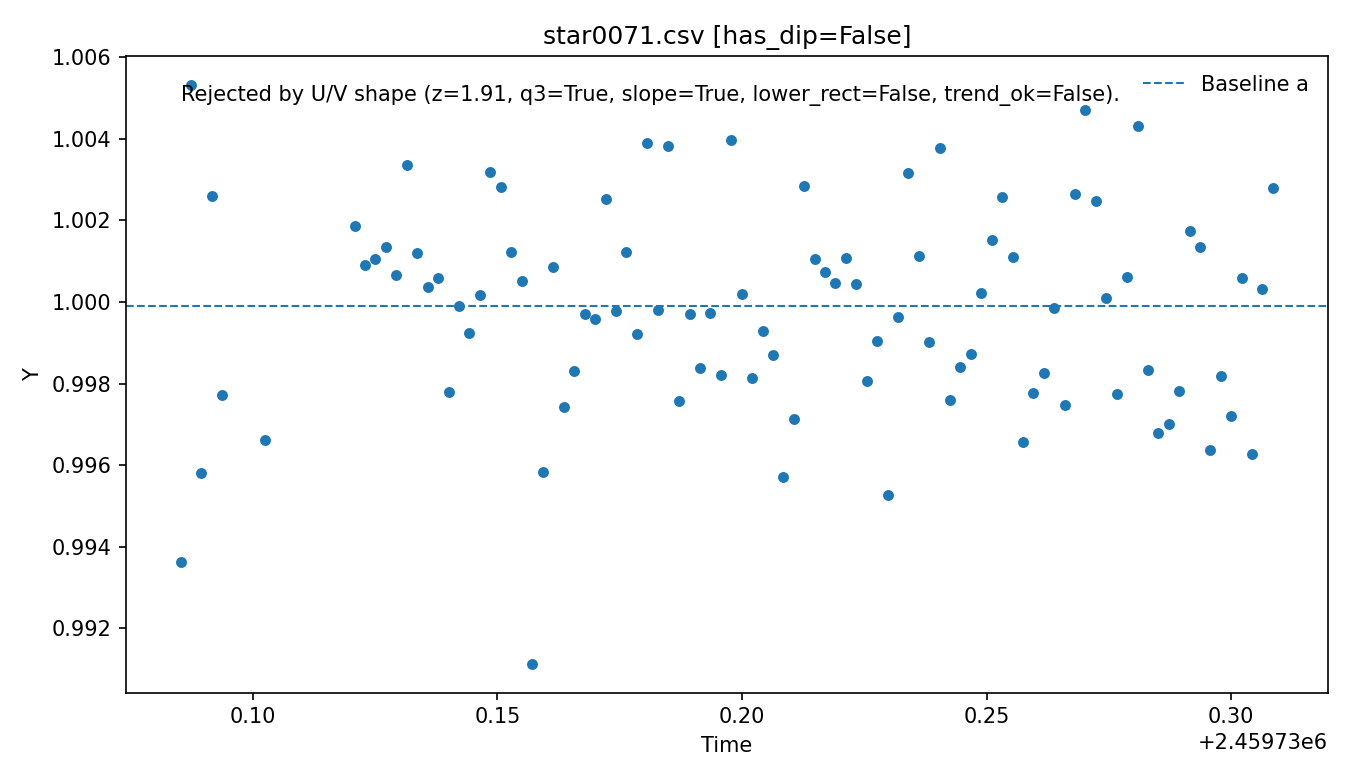 star0071.csv [has_dip=False]
Rejected by U/V shape (z=1.91, q3=True, slope=True, lower_rect=False, trend_ok=False).
Baseline a
Y
1.006
1.004
1.002
1.000
0.998
0.996
0.994
0.992
0.10 0.15 0.20 0.25 0.30
+2.45973e6
Time